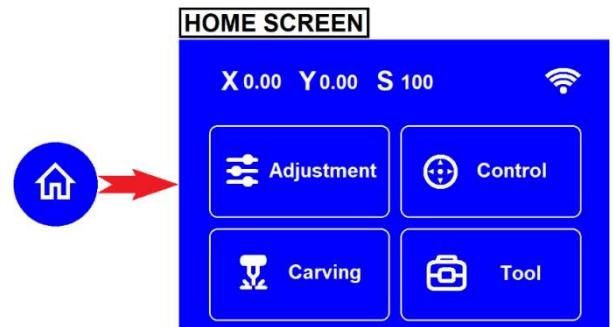 HOME SCREEN
X 0.00 Y 0.00 S 100
Adjustment Control
Carving Tool